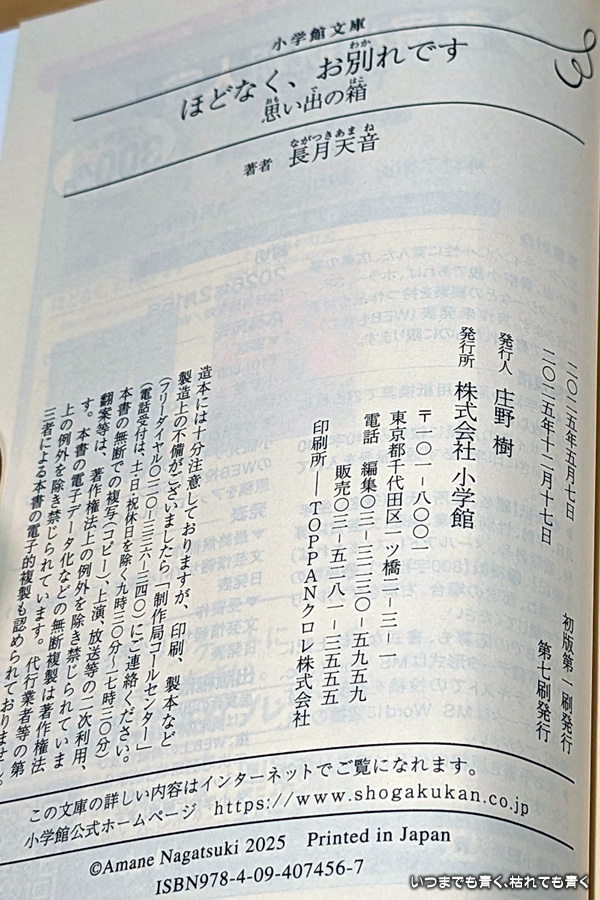 小学館文庫
ほどなく、お別れです
思い出の箱
著者 長月天音
二〇二五年五月七日 初版第一刷発行
二〇二五年十二月十七日 第七刷発行
発行人 庄野 樹
発行所 株式会社 小学館
〒一〇一-八〇〇一
東京都千代田区一ツ橋二-三-一
電話 編集〇三-三二三〇-五九五九
販売〇三-五二八一-三五五五
印刷所――TOPPANクロレ株式会社
造本には十分注意しておりますが、印刷、製本など
製造上の不備がございましたら「制作局コールセンター」
(フリーダイヤル〇一二〇-三三六-三四〇)にご連絡ください。
(電話受付は、土・日・祝休日を除く九時三〇分~一七時三〇分)
本書の無断での複写(コピー)、上演、放送等の二次利用、
翻案等は、著作権法上の例外を除き禁じられていま
す。本書の電子データ化などの無断複製は著作権法
上の例外を除き禁じられています。代行業者等の第
三者による本書の電子的複製も認められておりません。
この文庫の詳しい内容はインターネットでご覧になれます。
小学館公式ホームページ https://www.shogakukan.co.jp
©Amane Nagatsuki 2025 Printed in Japan
ISBN978-4-09-407456-7
いつまでも青く、枯れても青く